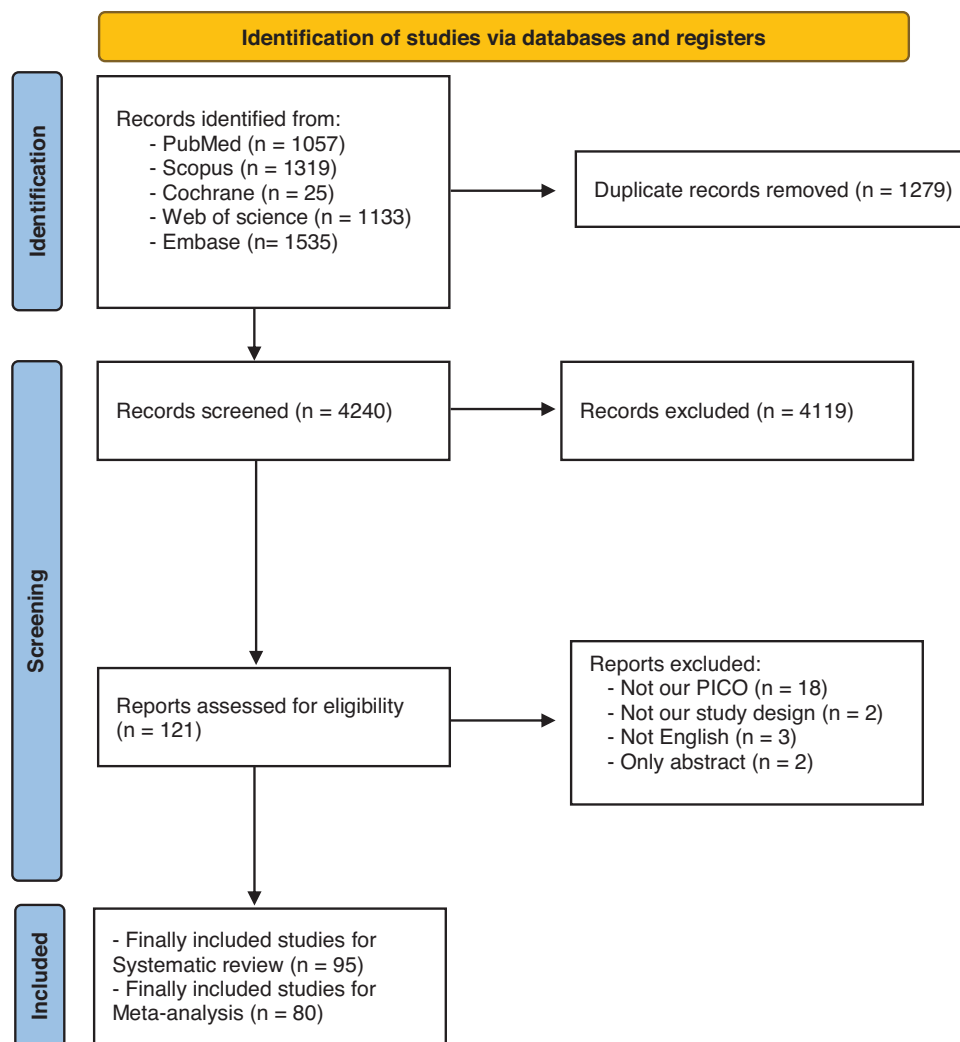 Identification of studies via databases and registers
Identification
Records identified from:
- PubMed (n = 1057)
- Scopus (n = 1319)
- Cochrane (n = 25)
- Web of science (n = 1133)
- Embase (n= 1535)
Duplicate records removed (n = 1279)
Screening
Records screened (n = 4240)
Records excluded (n = 4119)
Reports assessed for eligibility
(n = 121)
Reports excluded:
- Not our PICO (n = 18)
- Not our study design (n = 2)
- Not English (n = 3)
- Only abstract (n = 2)
Included
- Finally included studies for
Systematic review (n = 95)
- Finally included studies for
Meta-analysis (n = 80)